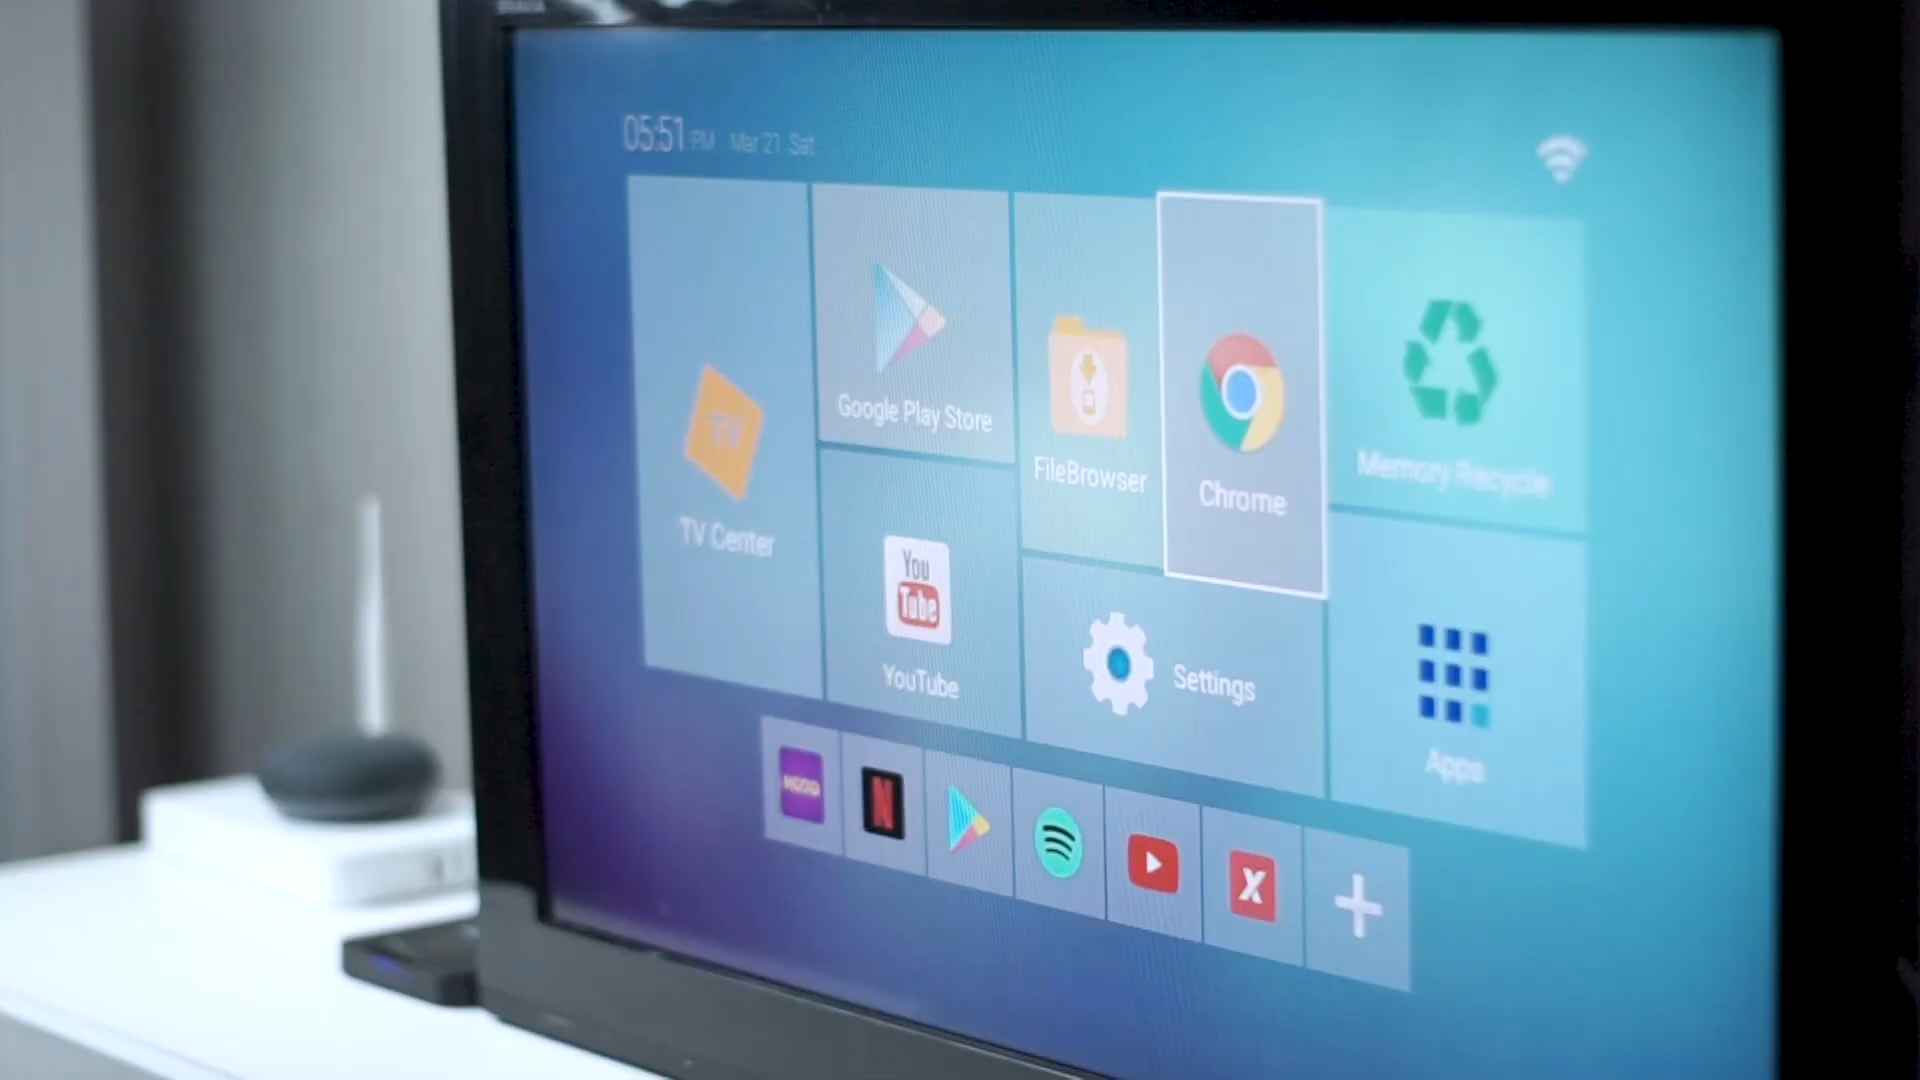 05:51 PM Mar 21 Sat
TV Center
Google Play Store
You
Tube
YouTube
FileBrowser
Chrome
Settings
Memory Recycle
Apps
TV
N
X